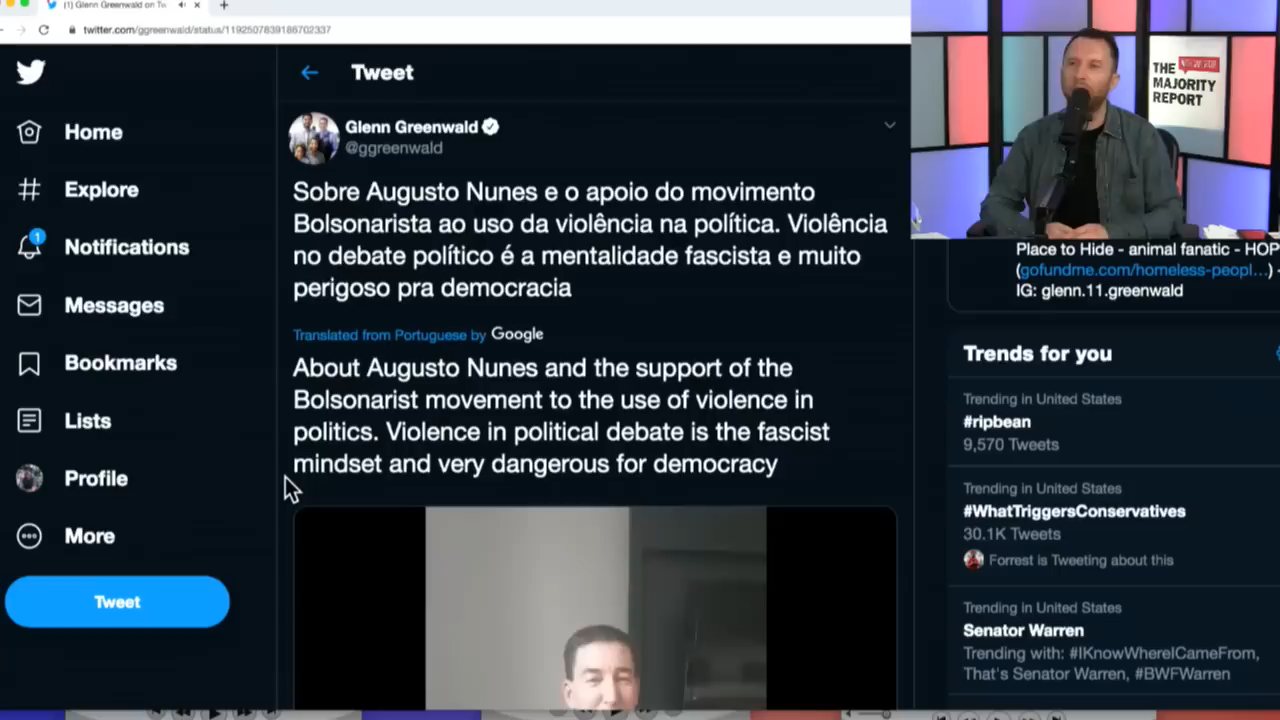 (1) Glenn Greenwald on Tw
twitter.com/ggreenwald/status/1192507839186702337
Tweet
Home
Explore
1
Notifications
Messages
Bookmarks
Lists
Profile
More
Tweet
Glenn Greenwald
@ggreenwald
Sobre Augusto Nunes e o apoio do movimento
Bolsonarista ao uso da violência na política. Violência
no debate político é a mentalidade fascista e muito
perigoso pra democracia
Translated from Portuguese by Google
About Augusto Nunes and the support of the
Bolsonarist movement to the use of violence in
politics. Violence in political debate is the fascist
mindset and very dangerous for democracy
THE
MAJORITY
REPORT
Place to Hide - animal fanatic - HOP
(gofundme.com/homeless-peopl...) -
IG: glenn.11.greenwald
Trends for you
Trending in United States
#ripbean
9,570 Tweets
Trending in United States
#WhatTriggersConservatives
30.1K Tweets
Forrest is Tweeting about this
Trending in United States
Senator Warren
Trending with: #IKnowWhereICameFrom,
That's Senator Warren, #BWFWarren